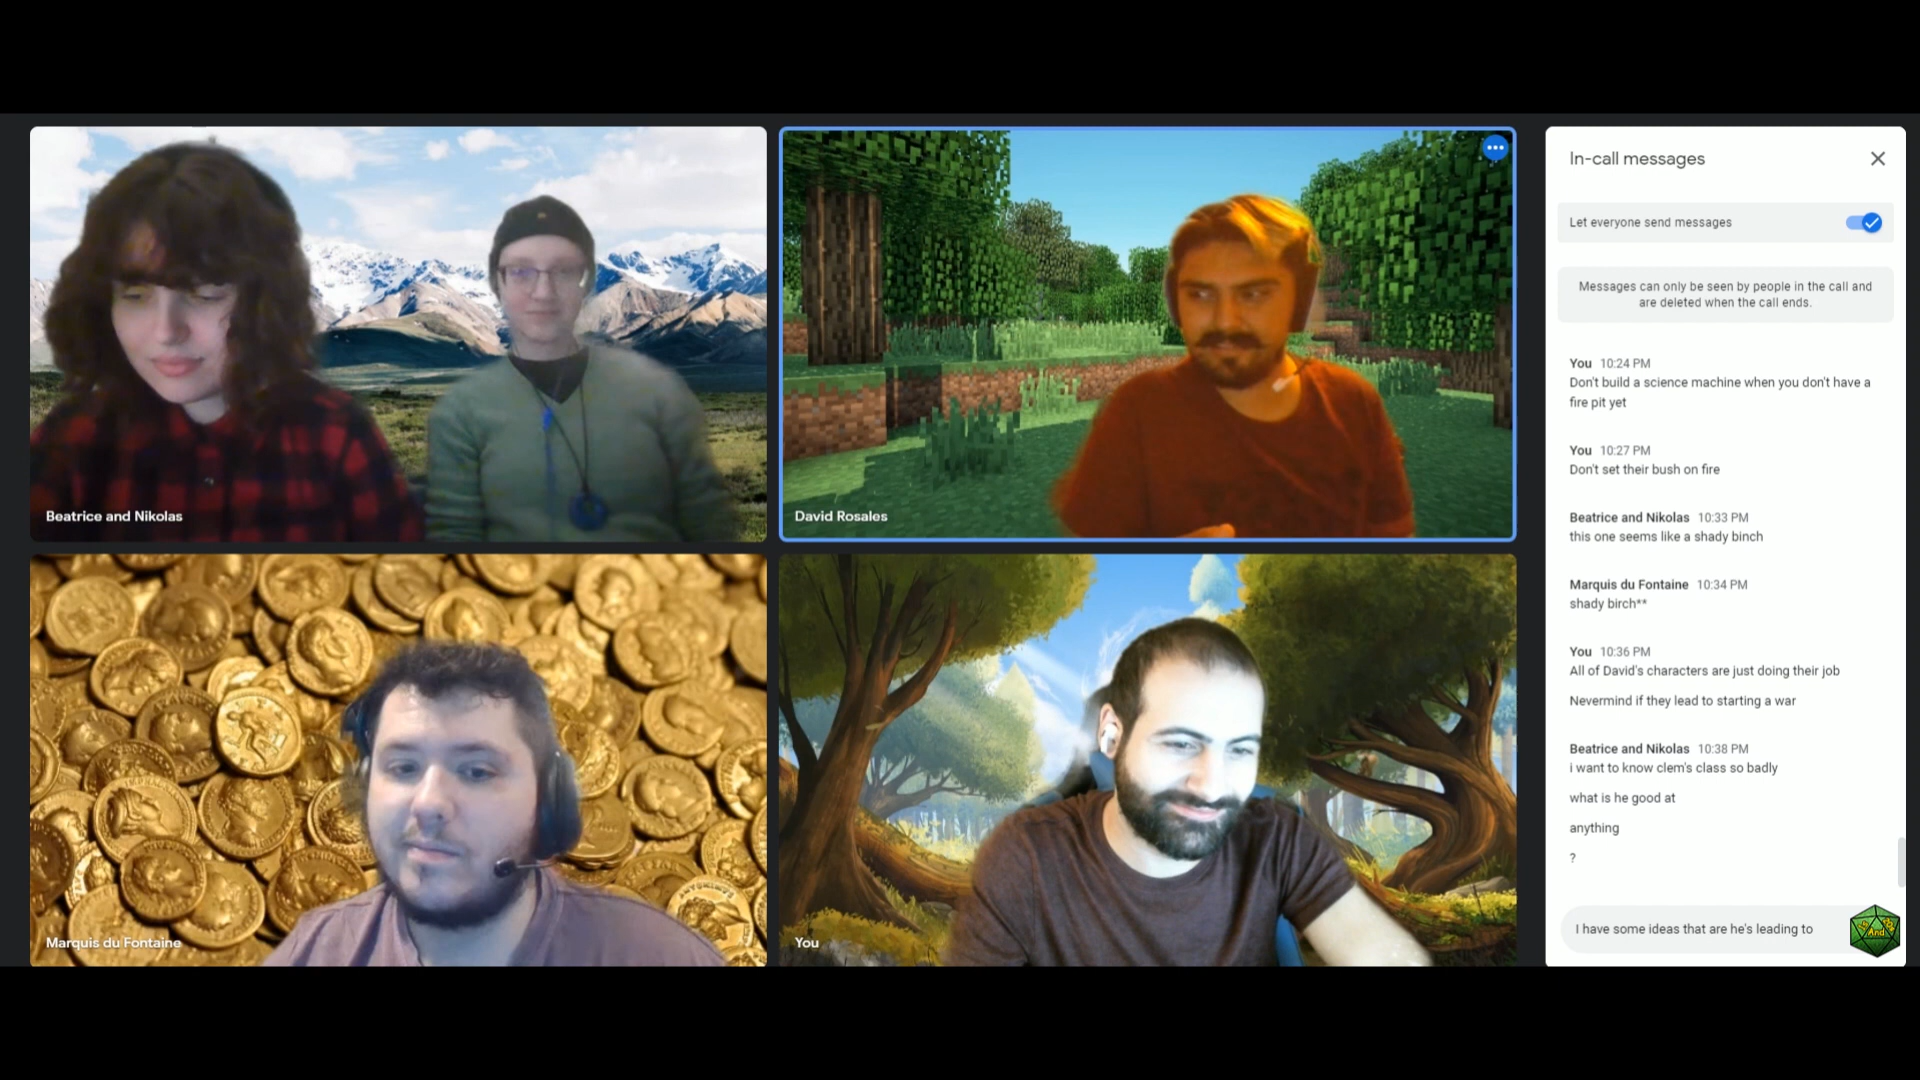 Beatrice and Nikolas
David Rosales
Marquis du Fontaine
You
In-call messages
Let everyone send messages
Messages can only be seen by people in the call and
are deleted when the call ends.
You 10:24 PM
Don't build a science machine when you don't have a
fire pit yet
You 10:27 PM
Don't set their bush on fire
Beatrice and Nikolas 10:33 PM
this one seems like a shady binch
Marquis du Fontaine 10:34 PM
shady birch**
You 10:36 PM
All of David's characters are just doing their job
Nevermind if they lead to starting a war
Beatrice and Nikolas 10:38 PM
i want to know clem's class so badly
what is he good at
anything
?
I have some ideas that are he's leading to
And